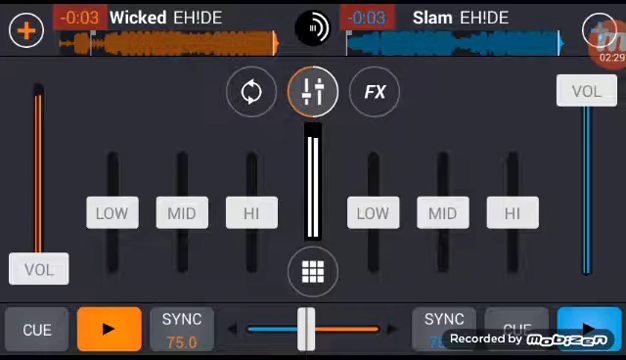 -0:03 Wicked EH!DE
-0:03 Slam EH!DE
02:29
FX
VOL
LOW MID HI
LOW MID HI
VOL
CUE
SYNC
75.0
SYNC
CUE
Recorded by mobizen